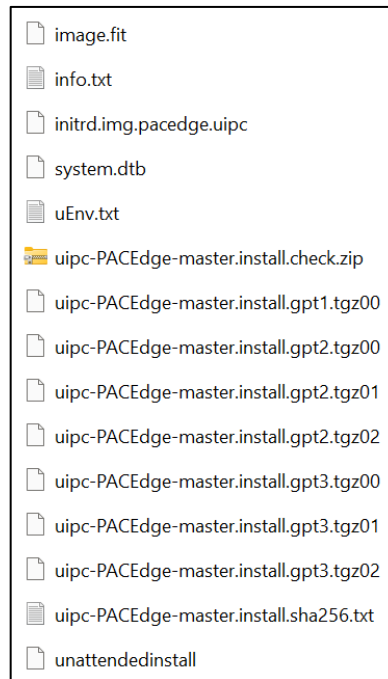 image.fit
info.txt
initrd.img.pacedge.uipc
system.dtb
uEnv.txt
uipc-PACEdge-master.install.check.zip
uipc-PACEdge-master.install.gpt1.tgz00
uipc-PACEdge-master.install.gpt2.tgz00
uipc-PACEdge-master.install.gpt2.tgz01
uipc-PACEdge-master.install.gpt2.tgz02
uipc-PACEdge-master.install.gpt3.tgz00
uipc-PACEdge-master.install.gpt3.tgz01
uipc-PACEdge-master.install.gpt3.tgz02
uipc-PACEdge-master.install.sha256.txt
unattendedinstall